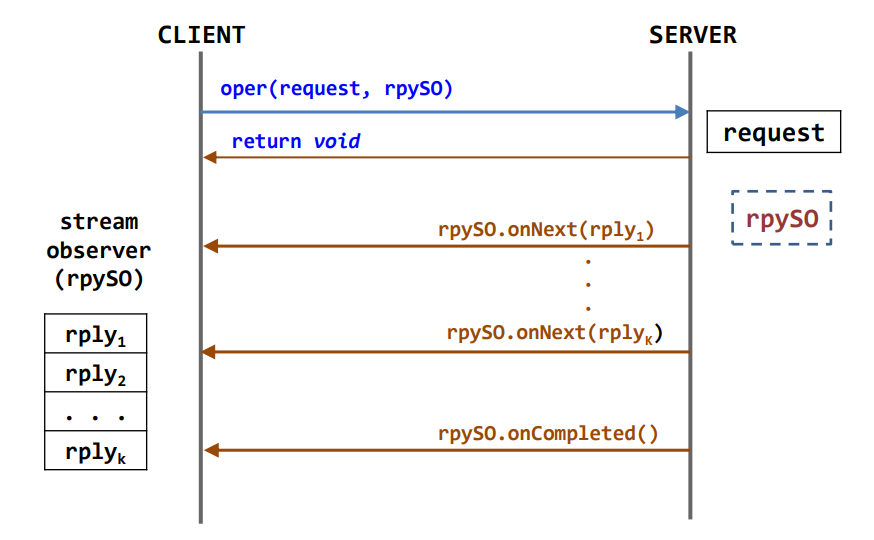 CLIENT
SERVER
oper(request, rpySO)
request
return void
rpySO
stream
observer
(rpySO)
rpySO.onNext(rply₁)
.
.
.
rpySO.onNext(rplyₖ)
rply₁
rply₂
. . .
rplyₖ
rpySO.onCompleted()